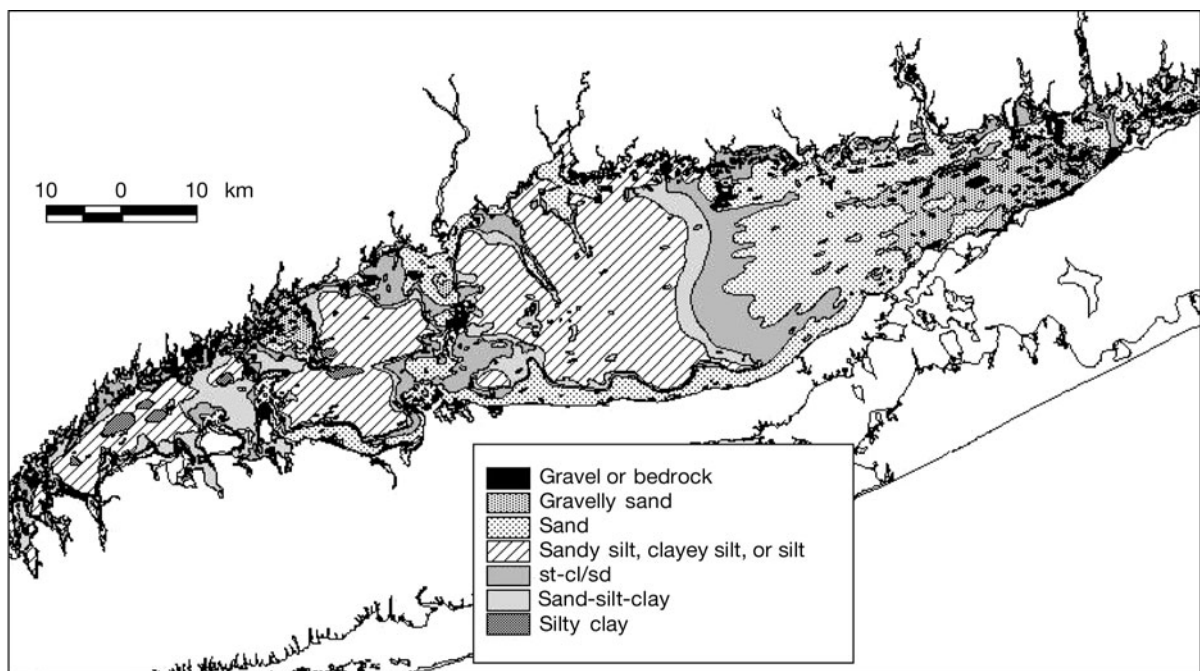 10 0 10 km
Gravel or bedrock
Gravelly sand
Sand
Sandy silt, clayey silt, or silt
st-cl/sd
Sand-silt-clay
Silty clay